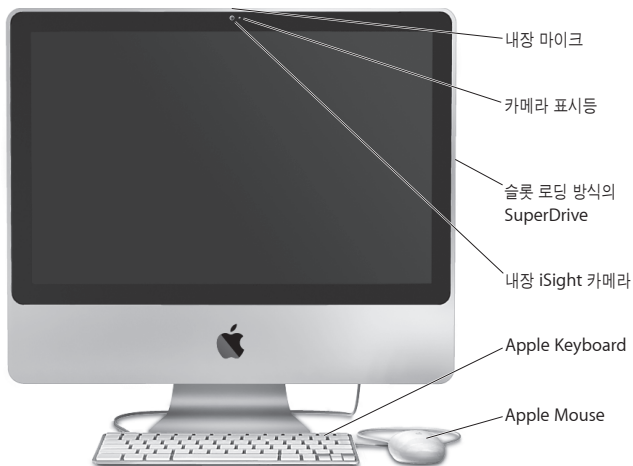 내장 마이크
카메라 표시등
슬롯 로딩 방식의
SuperDrive
내장 iSight 카메라
Apple Keyboard
Apple Mouse